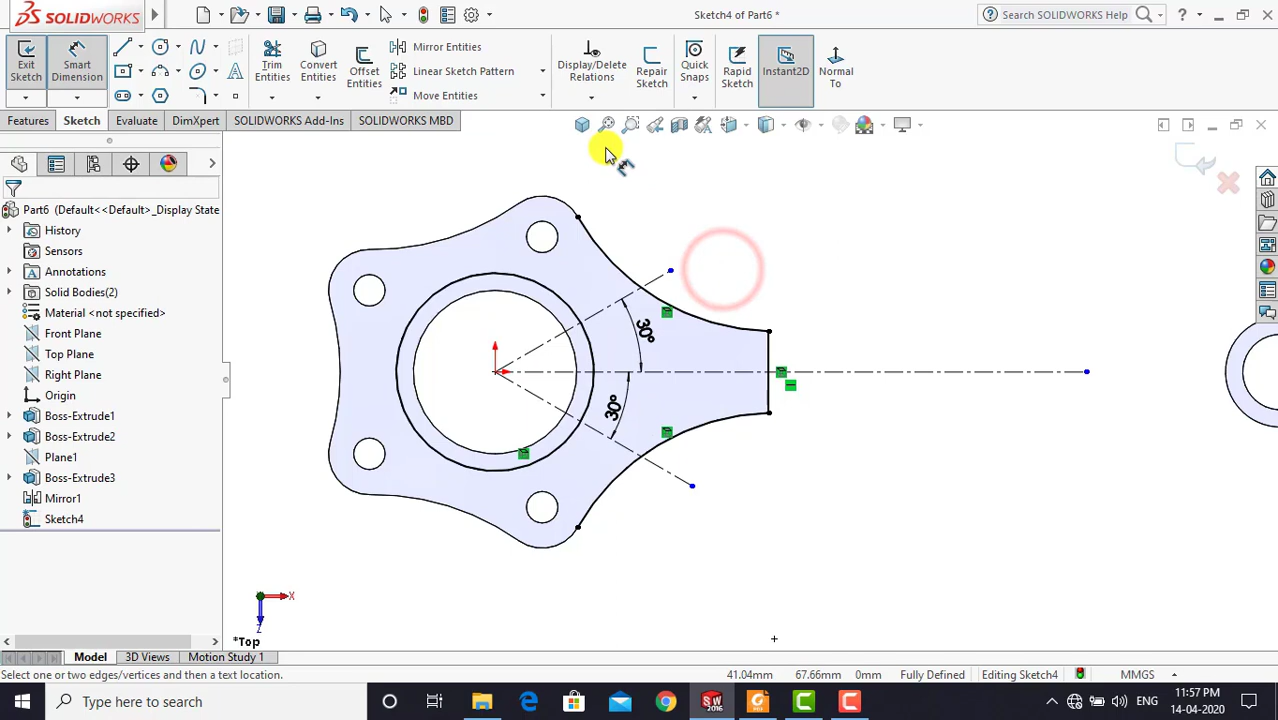 SOLIDWORKS
Sketch4 of Part6 *
Search SOLIDWORKS Help
Exit Sketch
Smart Dimension
Trim Entities
Convert Entities
Offset Entities
Mirror Entities
Linear Sketch Pattern
Move Entities
Display/Delete Relations
Repair Sketch
Quick Snaps
Rapid Sketch
Instant2D
Normal To
Features
Sketch
Evaluate
DimXpert
SOLIDWORKS Add-Ins
SOLIDWORKS MBD
Part6 (Default<<Default>_Display State
History
Sensors
Annotations
Solid Bodies(2)
Material <not specified>
Front Plane
Top Plane
Right Plane
Origin
Boss-Extrude1
Boss-Extrude2
Plane1
Boss-Extrude3
Mirror1
Sketch4
30°
30°
X
Z
*Top
Model
3D Views
Motion Study 1
Select one or two edges/vertices and then a text location.
41.04mm
67.66mm
0mm
Fully Defined
Editing Sketch4
MMGS
Type here to search
SW
2016
ENG
11:57 PM
14-04-2020